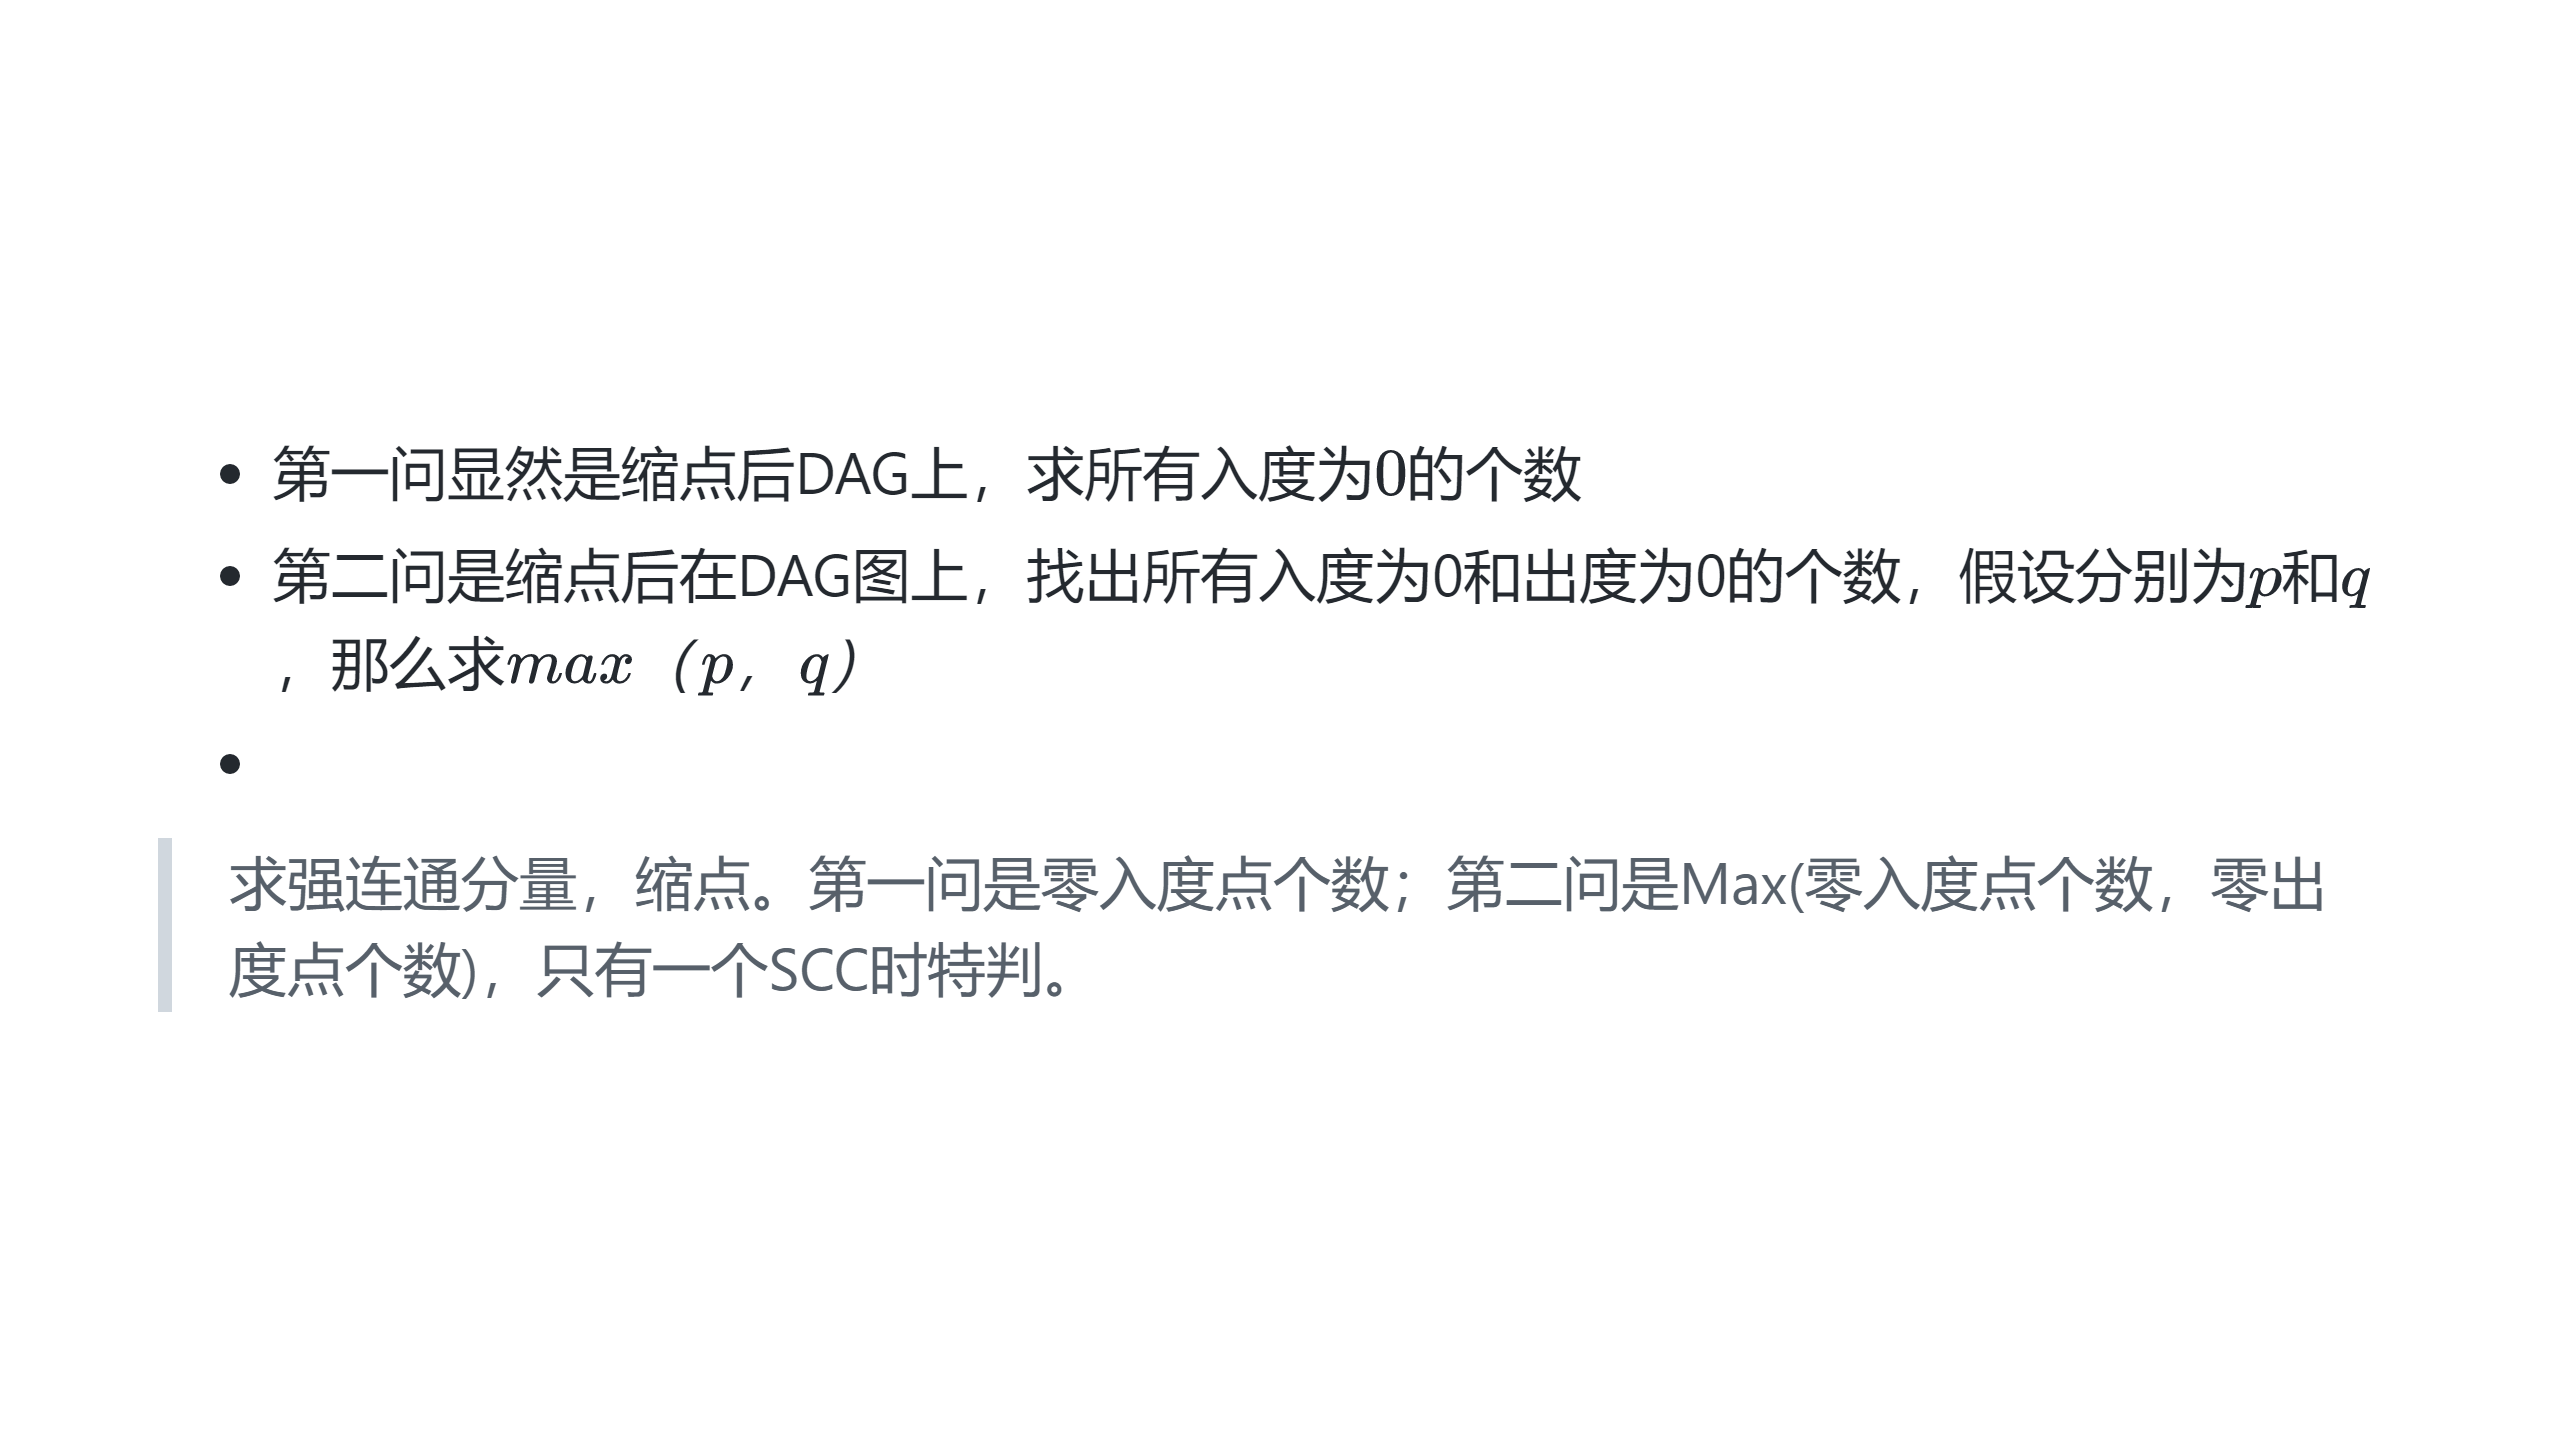 第一问显然是缩点后DAG上，求所有入度为0的个数
第二问是缩点后在DAG图上，找出所有入度为0和出度为0的个数，假设分别为p和q
，那么求max（p，q）
求强连通分量，缩点。第一问是零入度点个数；第二问是Max(零入度点个数，零出
度点个数)，只有一个SCC时特判。